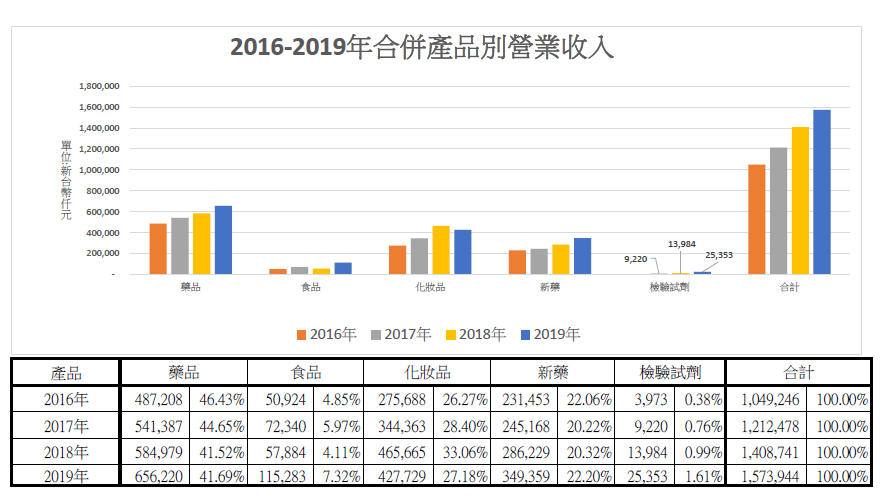 2016-2019年合併產品別營業收入
單位:新台幣仟元
1,800,000
1,600,000
1,400,000
1,200,000
1,000,000
800,000
600,000
400,000
200,000
-
9,220
13,984
25,353
藥品 食品 化妝品 新藥 檢驗試劑 合計
2016年 2017年 2018年 2019年
產品 藥品 食品 化妝品 新藥 檢驗試劑 合計
2016年 487,208 46.43% 50,924 4.85% 275,688 26.27% 231,453 22.06% 3,973 0.38% 1,049,246 100.00%
2017年 541,387 44.65% 72,340 5.97% 344,363 28.40% 245,168 20.22% 9,220 0.76% 1,212,478 100.00%
2018年 584,979 41.52% 57,884 4.11% 465,665 33.06% 286,229 20.32% 13,984 0.99% 1,408,741 100.00%
2019年 656,220 41.69% 115,283 7.32% 427,729 27.18% 349,359 22.20% 25,353 1.61% 1,573,944 100.00%